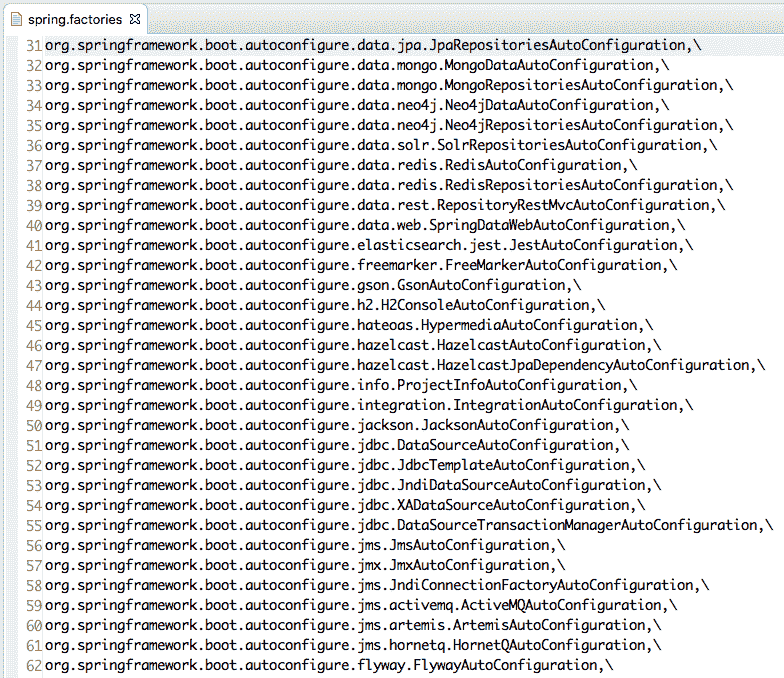 spring.factories
31 org.springframework.boot.autoconfigure.data.jpa.JpaRepositoriesAutoConfiguration,\
32 org.springframework.boot.autoconfigure.data.mongo.MongoDataAutoConfiguration,\
33 org.springframework.boot.autoconfigure.data.mongo.MongoRepositoriesAutoConfiguration,\
34 org.springframework.boot.autoconfigure.data.neo4j.Neo4jDataAutoConfiguration,\
35 org.springframework.boot.autoconfigure.data.neo4j.Neo4jRepositoriesAutoConfiguration,\
36 org.springframework.boot.autoconfigure.data.solr.SolrRepositoriesAutoConfiguration,\
37 org.springframework.boot.autoconfigure.data.redis.RedisAutoConfiguration,\
38 org.springframework.boot.autoconfigure.data.redis.RedisRepositoriesAutoConfiguration,\
39 org.springframework.boot.autoconfigure.data.rest.RepositoryRestMvcAutoConfiguration,\
40 org.springframework.boot.autoconfigure.data.web.SpringDataWebAutoConfiguration,\
41 org.springframework.boot.autoconfigure.elasticsearch.jest.JestAutoConfiguration,\
42 org.springframework.boot.autoconfigure.freemarker.FreeMarkerAutoConfiguration,\
43 org.springframework.boot.autoconfigure.gson.GsonAutoConfiguration,\
44 org.springframework.boot.autoconfigure.h2.H2ConsoleAutoConfiguration,\
45 org.springframework.boot.autoconfigure.hateoas.HypermediaAutoConfiguration,\
46 org.springframework.boot.autoconfigure.hazelcast.HazelcastAutoConfiguration,\
47 org.springframework.boot.autoconfigure.hazelcast.HazelcastJpaDependencyAutoConfiguration,\
48 org.springframework.boot.autoconfigure.info.ProjectInfoAutoConfiguration,\
49 org.springframework.boot.autoconfigure.integration.IntegrationAutoConfiguration,\
50 org.springframework.boot.autoconfigure.jackson.JacksonAutoConfiguration,\
51 org.springframework.boot.autoconfigure.jdbc.DataSourceAutoConfiguration,\
52 org.springframework.boot.autoconfigure.jdbc.JdbcTemplateAutoConfiguration,\
53 org.springframework.boot.autoconfigure.jdbc.JndiDataSourceAutoConfiguration,\
54 org.springframework.boot.autoconfigure.jdbc.XADataSourceAutoConfiguration,\
55 org.springframework.boot.autoconfigure.jdbc.DataSourceTransactionManagerAutoConfiguration,\
56 org.springframework.boot.autoconfigure.jms.JmsAutoConfiguration,\
57 org.springframework.boot.autoconfigure.jmx.JmxAutoConfiguration,\
58 org.springframework.boot.autoconfigure.jms.JndiConnectionFactoryAutoConfiguration,\
59 org.springframework.boot.autoconfigure.jms.activemq.ActiveMQAutoConfiguration,\
60 org.springframework.boot.autoconfigure.jms.artemis.ArtemisAutoConfiguration,\
61 org.springframework.boot.autoconfigure.jms.hornetq.HornetQAutoConfiguration,\
62 org.springframework.boot.autoconfigure.flyway.FlywayAutoConfiguration,\